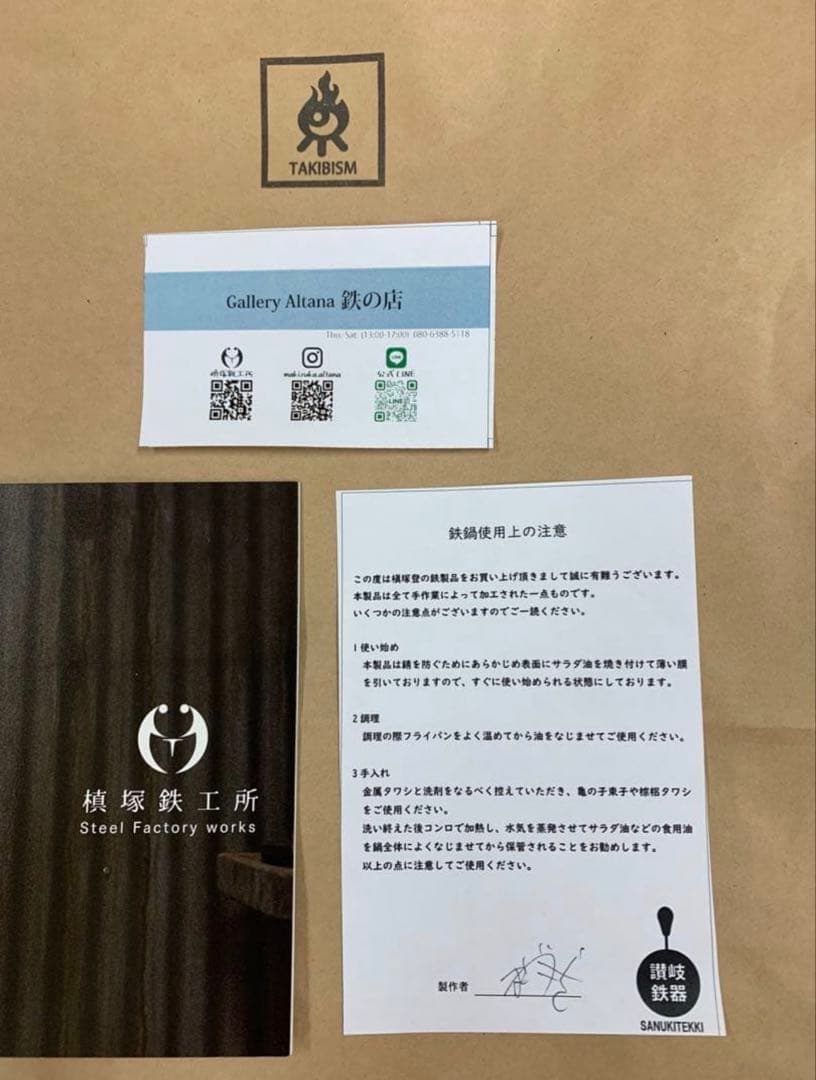 TAKIBISM
Gallery Altana 鉄の店
Thu.-Sat. (13:00-17:00) 080-6388-5118
槙塚鉄工所
makizuka.altana
公式LINE
LINE
槙塚鉄工所
Steel Factory works
鉄鍋使用上の注意
この度は槙塚登の鉄製品をお買い上げ頂きまして誠に有難うございます。
本製品は全て手作業によって加工された一点ものです。
いくつかの注意点がございますのでご一読ください。
1 使い始め
本製品は錆を防ぐためにあらかじめ表面にサラダ油を焼き付けて薄い膜
を引いておりますので、すぐに使い始められる状態にしております。
2 調理
調理の際フライパンをよく温めてから油をなじませてご使用ください。
3 手入れ
金属タワシと洗剤をなるべく控えていただき、亀の子束子や棕梠タワシ
をご使用ください。
洗い終えた後コンロで加熱し、水気を蒸発させてサラダ油などの食用油
を鍋全体によくなじませてから保管されることをお勧めします。
以上の点に注意してご使用ください。
製作者
讃岐
鉄器
SANUKITEKKI